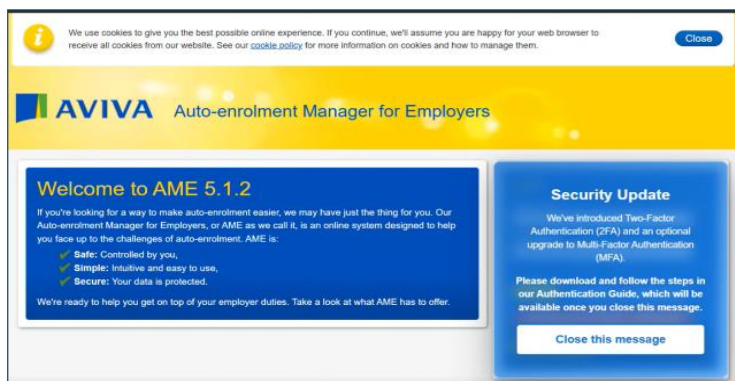 We use cookies to give you the best possible online experience. If you continue, we'll assume you are happy for your web browser to
receive all cookies from our website. See our cookie policy for more information on cookies and how to manage them.
Close
AVIVA Auto-enrolment Manager for Employers
Welcome to AME 5.1.2
If you're looking for a way to make auto-enrolment easier, we may have just the thing for you. Our
Auto-enrolment Manager for Employers, or AME as we call it, is an online system designed to help
you face up to the challenges of auto-enrolment. AME is:
Safe: Controlled by you,
Simple: Intuitive and easy to use,
Secure: Your data is protected.
We're ready to help you get on top of your employer duties. Take a look at what AME has to offer.
Security Update
We've introduced Two-Factor
Authentication (2FA) and an optional
upgrade to Multi-Factor Authentication
(MFA).
Please download and follow the steps in
our Authentication Guide, which will be
available once you close this message.
Close this message